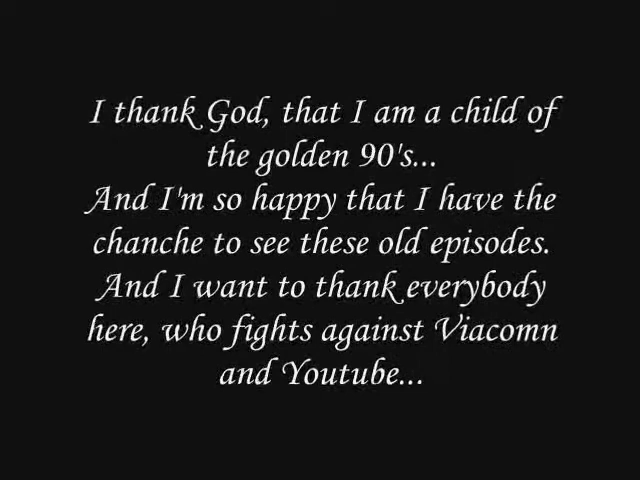 I thank God, that I am a child of
the golden 90's...
And I'm so happy that I have the
chanche to see these old episodes.
And I want to thank everybody
here, who fights against Viacomn
and Youtube...